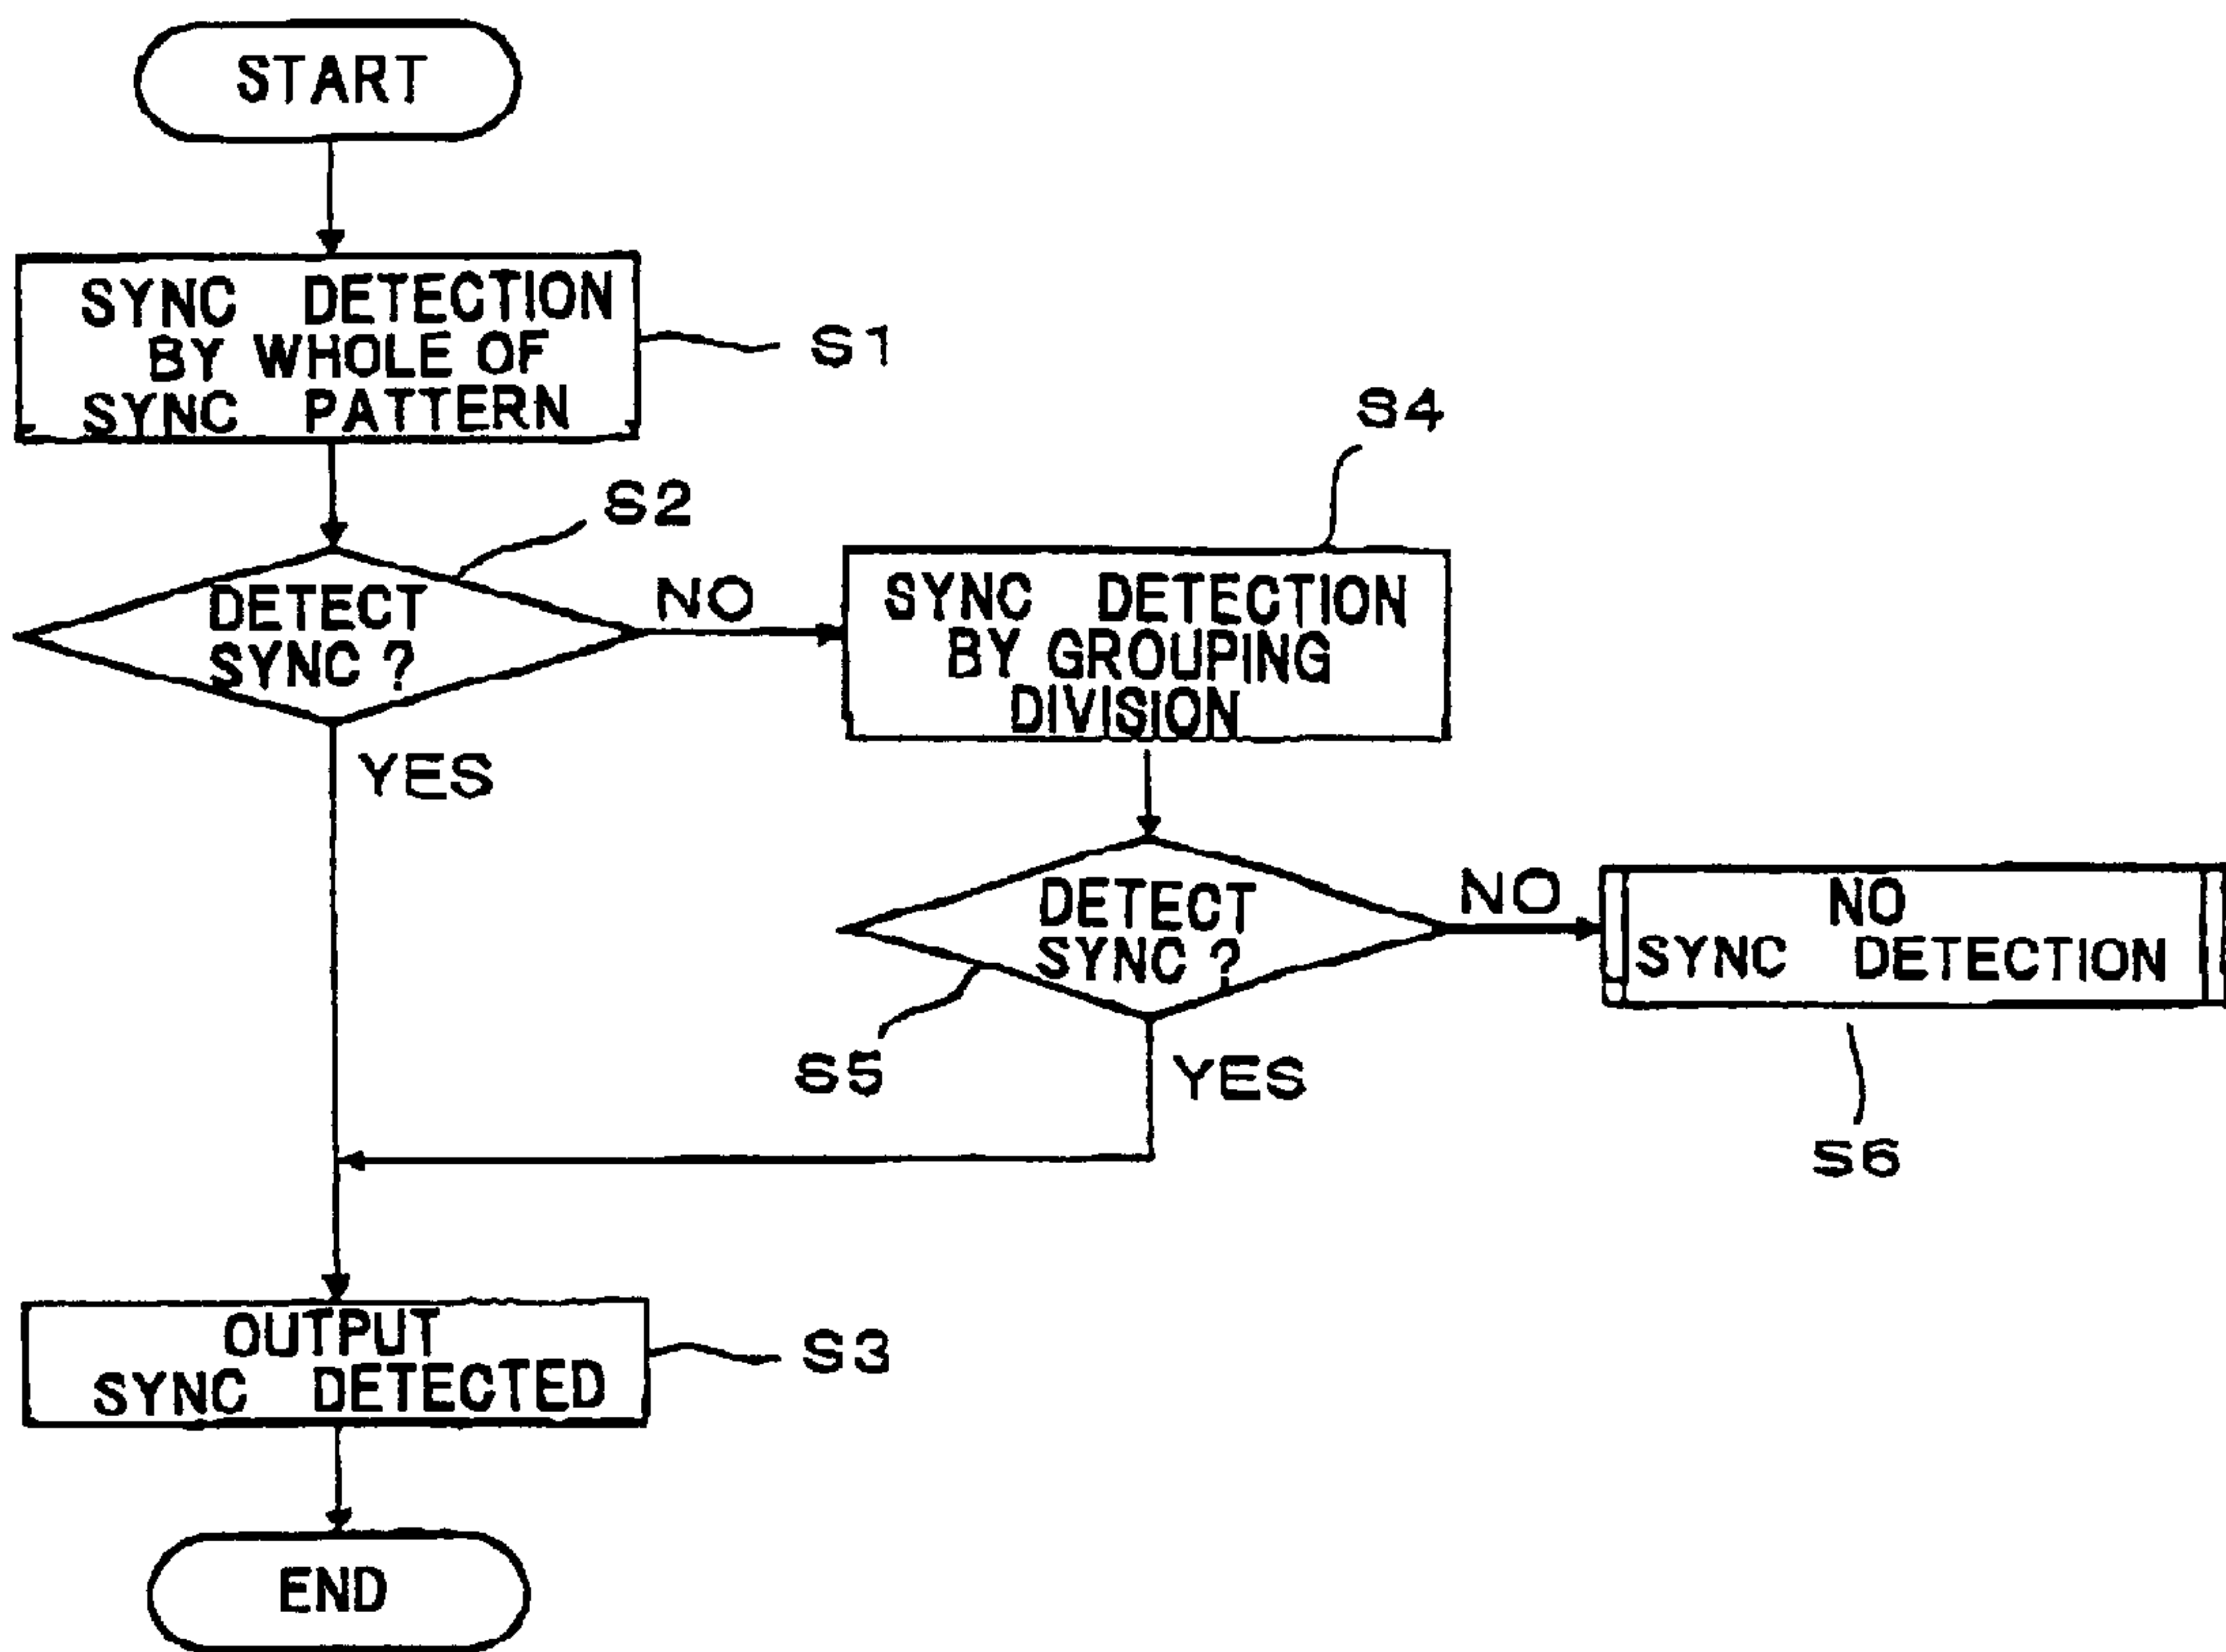 START
SYNC DETECTION
BY WHOLE OF
SYNC PATTERN
S1
S2
DETECT
SYNC ?
NO
YES
S4
SYNC DETECTION
BY GROUPING
DIVISION
DETECT
SYNC ?
S5
NO
YES
NO
SYNC DETECTION
S6
OUTPUT
SYNC DETECTED
S3
END